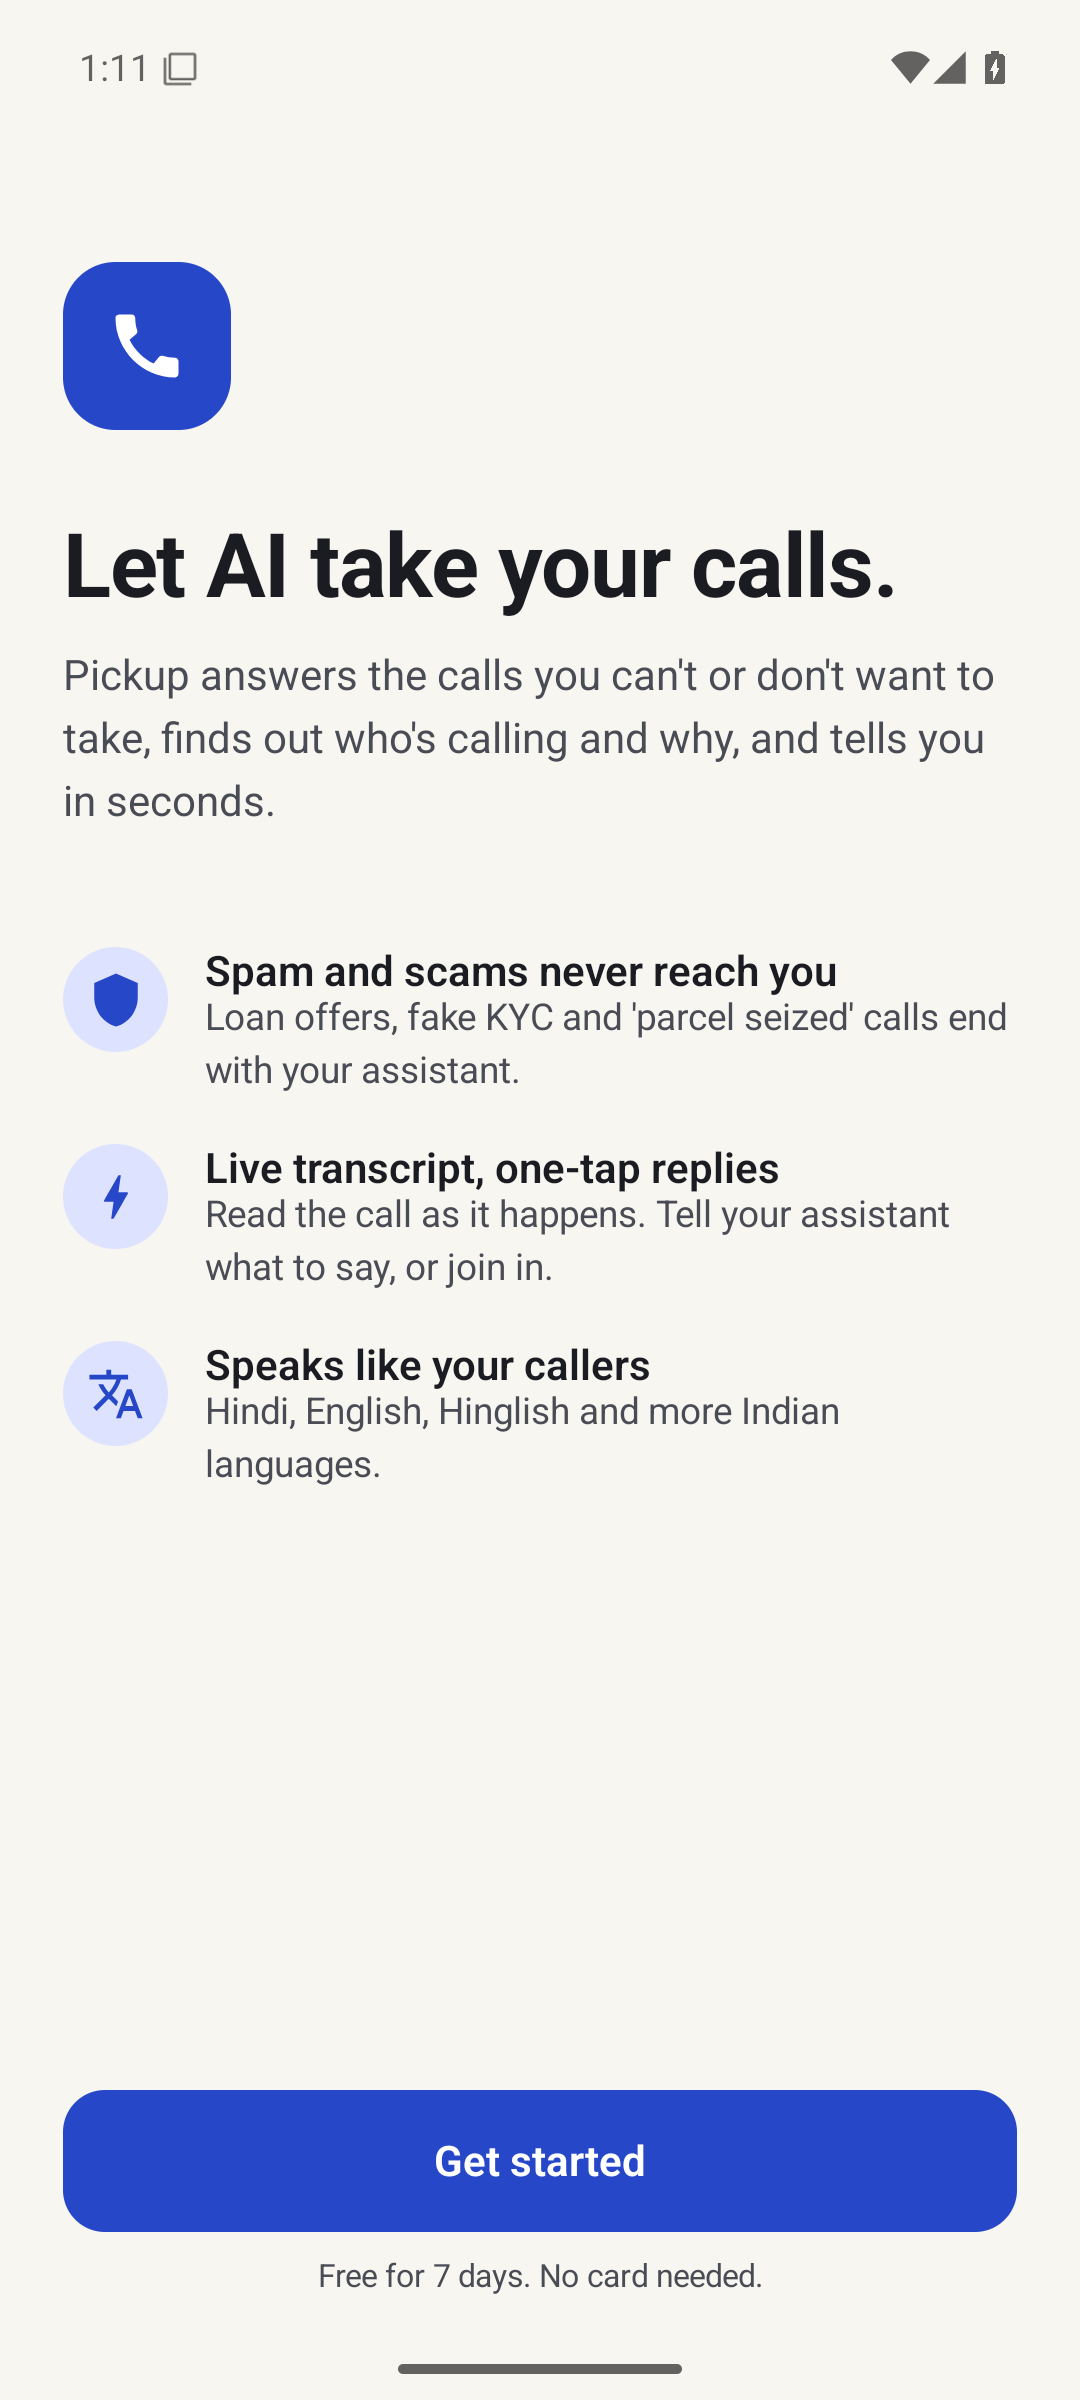 1:11
Let AI take your calls.
Pickup answers the calls you can't or don't want to
take, finds out who's calling and why, and tells you
in seconds.
Spam and scams never reach you
Loan offers, fake KYC and 'parcel seized' calls end
with your assistant.
Live transcript, one-tap replies
Read the call as it happens. Tell your assistant
what to say, or join in.
Speaks like your callers
Hindi, English, Hinglish and more Indian
languages.
Get started
Free for 7 days. No card needed.